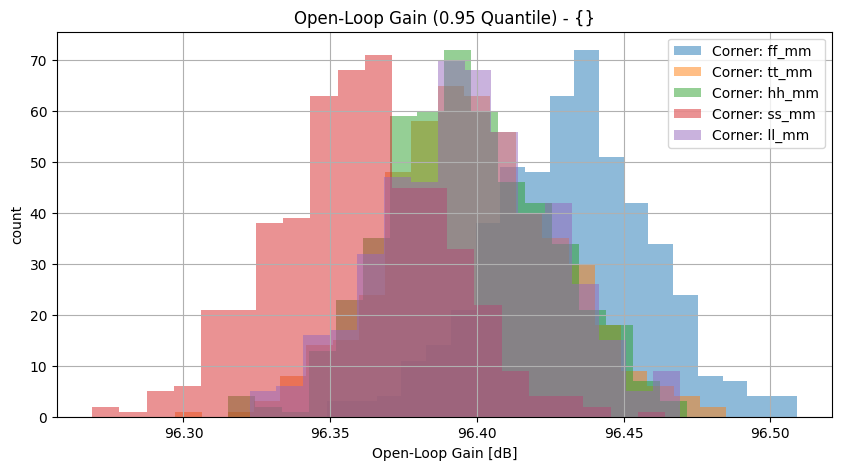 Open-Loop Gain (0.95 Quantile) - {}
Corner: ff_mm
Corner: tt_mm
Corner: hh_mm
Corner: ss_mm
Corner: ll_mm
70
60
50
40
30
20
10
0
count
96.30 96.35 96.40 96.45 96.50
Open-Loop Gain [dB]